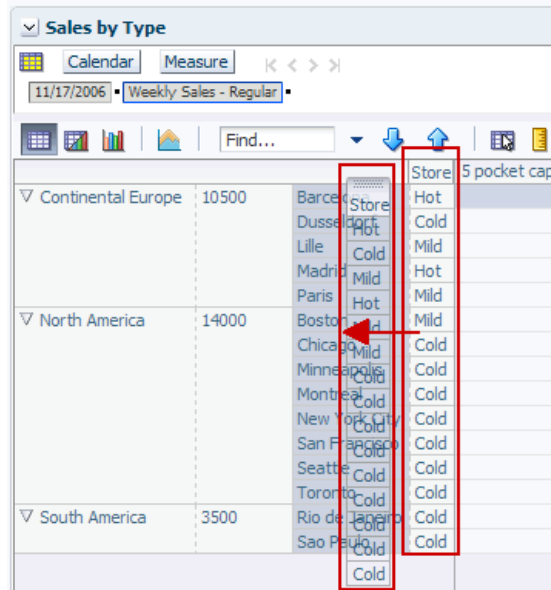 Sales by Type
Calendar Measure
11/17/2006 Weekly Sales - Regular
Find...
Store 5 pocket cap
Continental Europe 10500 Barcelona Store Hot
Dusseldorf Hot Cold
Lille Cold Mild
Madrid Mild Hot
Paris Hot Mild
North America 14000 Boston Mild Mild
Chicago Mild Cold
Minneapolis Cold Cold
Montreal Cold Cold
New York City Cold Cold
San Francisco Cold Cold
Seattle Cold Cold
Toronto Cold Cold
South America 3500 Rio de Janeiro Cold Cold
Sao Paulo Cold Cold
Cold